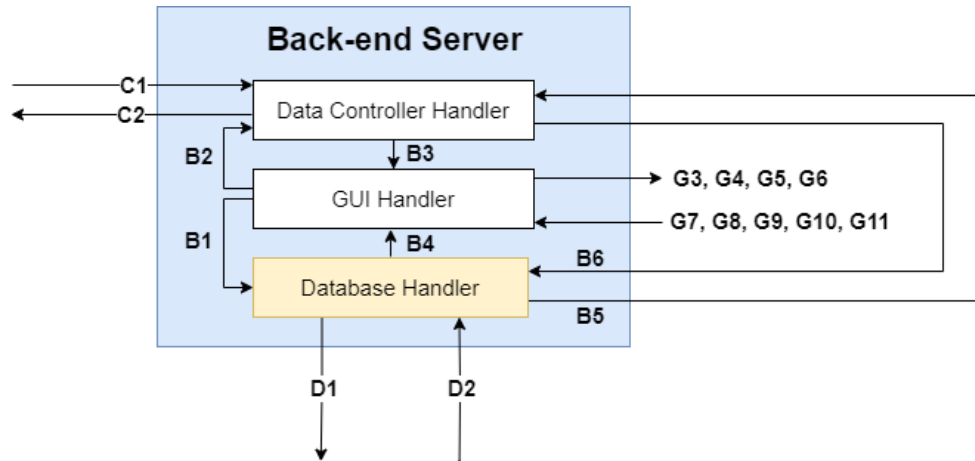 Back-end Server
C1
Data Controller Handler
C2
B2
B3
G3, G4, G5, G6
GUI Handler
G7, G8, G9, G10, G11
B1
B4
B6
Database Handler
B5
D1
D2